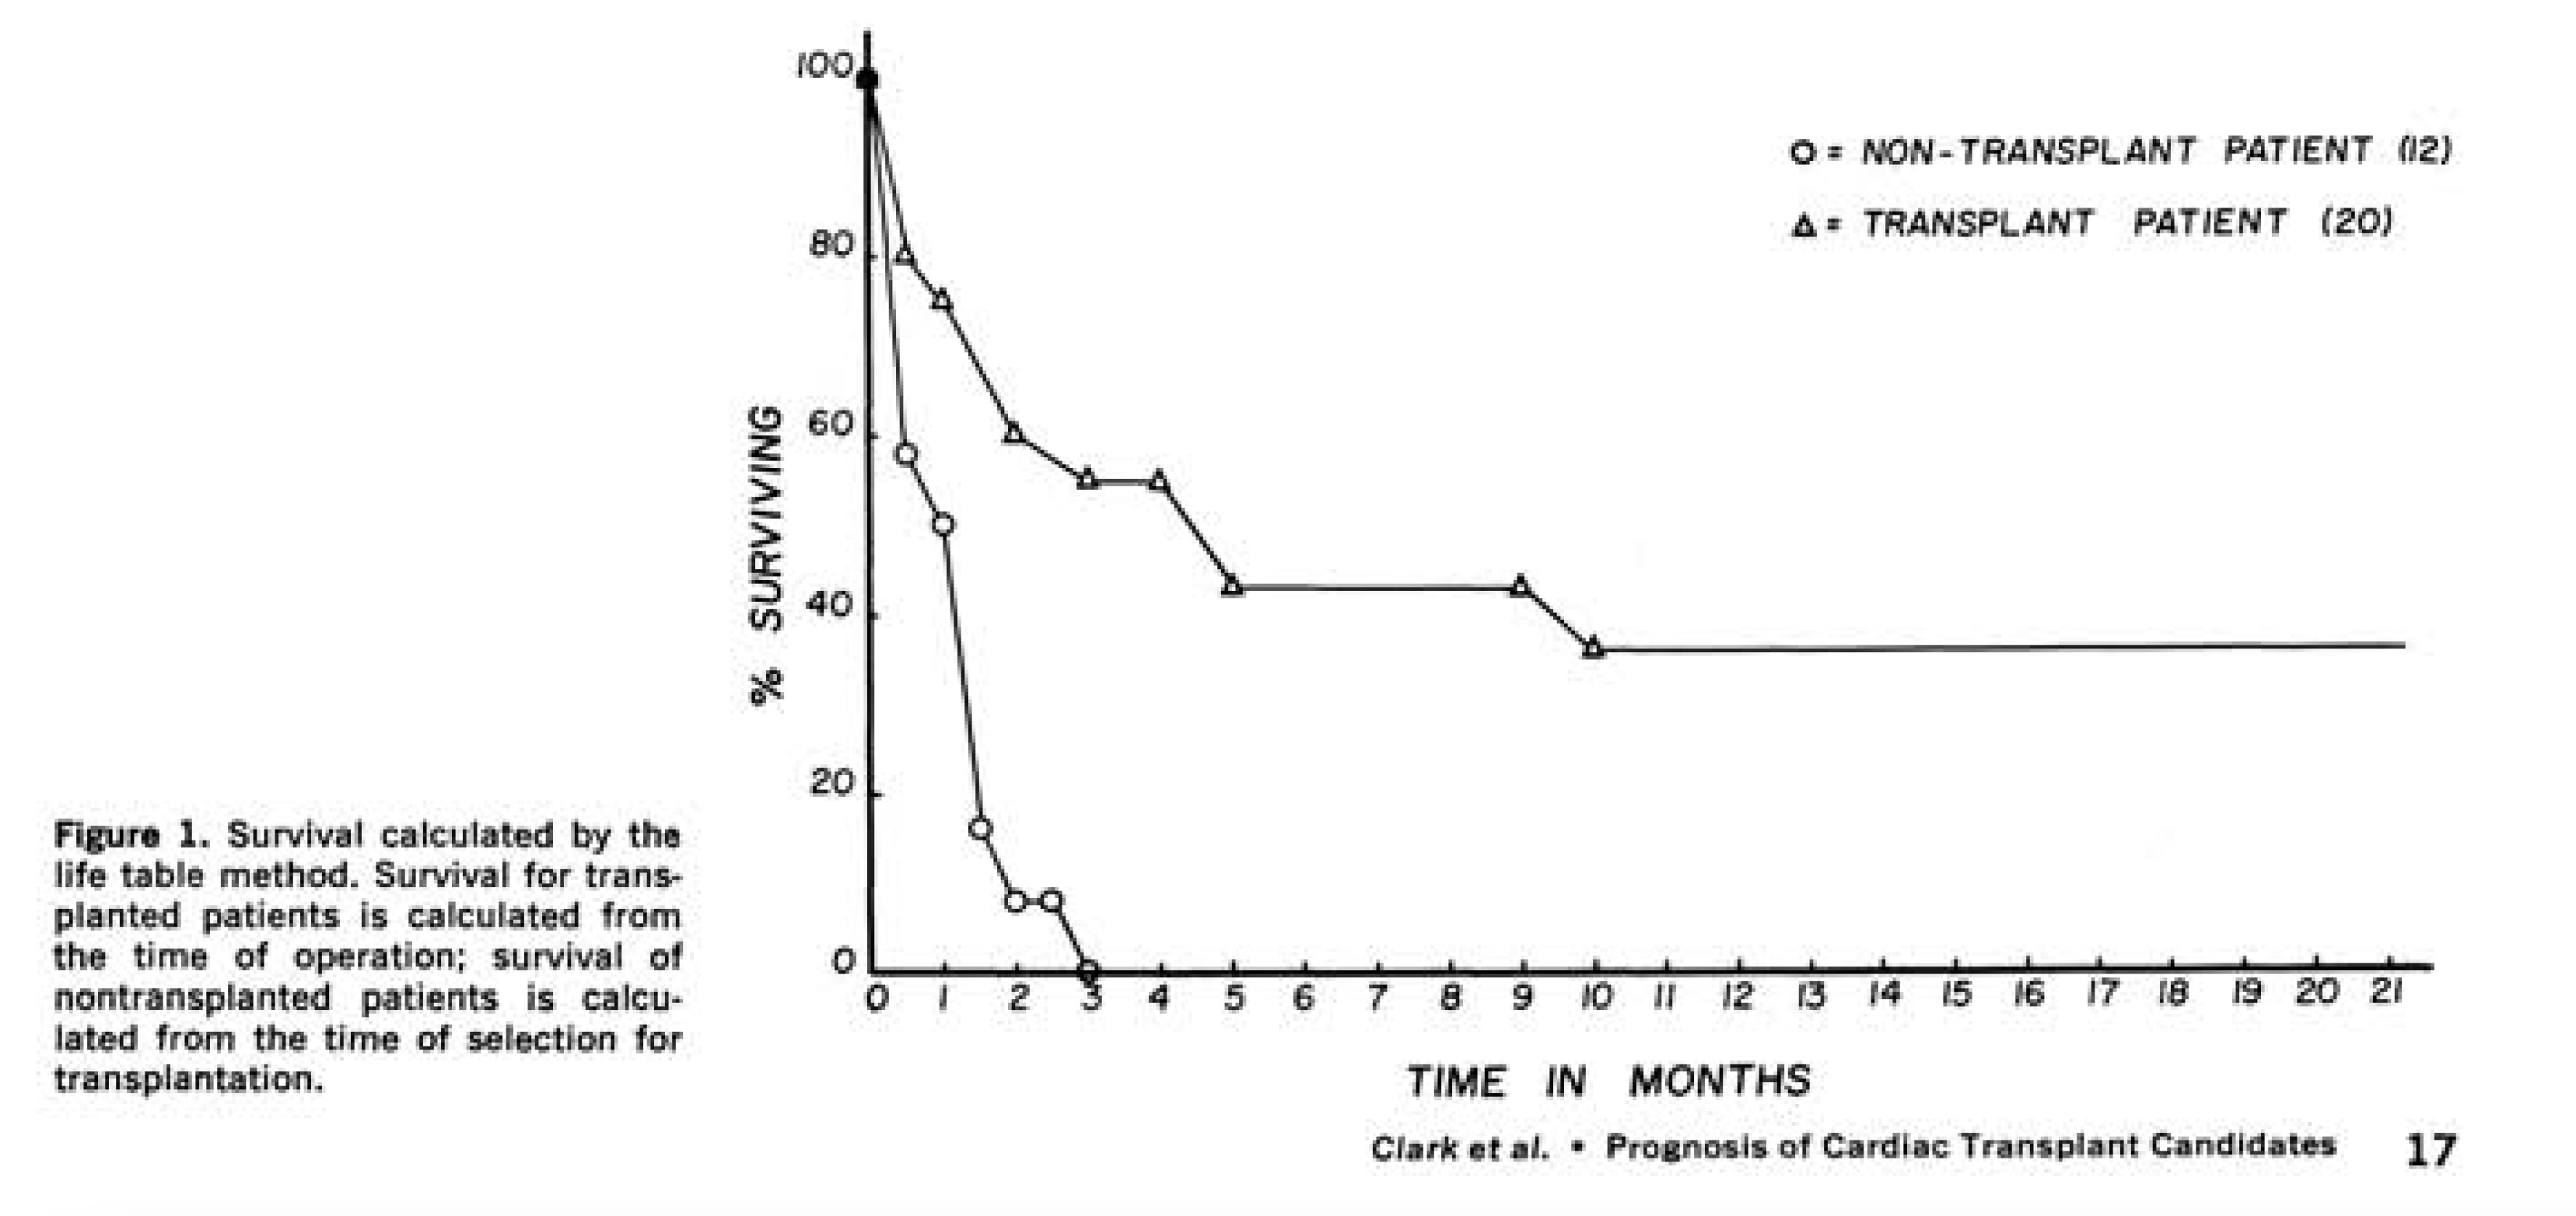 100
80
60
40
20
0
% SURVIVING
O = NON-TRANSPLANT PATIENT (12)
Δ = TRANSPLANT PATIENT (20)
0 1 2 3 4 5 6 7 8 9 10 11 12 13 14 15 16 17 18 19 20 21
TIME IN MONTHS
Figure 1. Survival calculated by the
life table method. Survival for trans-
planted patients is calculated from
the time of operation; survival of
nontransplanted patients is calcu-
lated from the time of selection for
transplantation.
Clark et al. • Prognosis of Cardiac Transplant Candidates 17